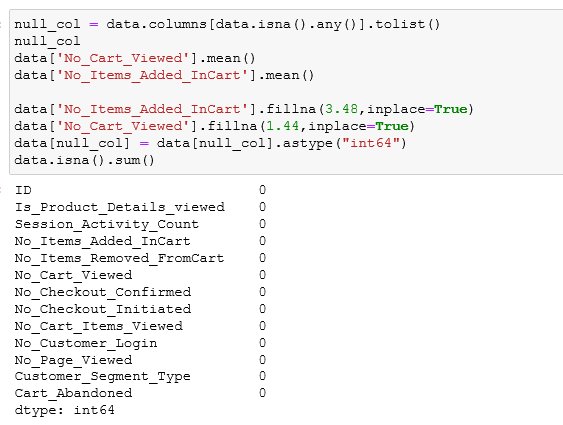 null_col = data.columns[data.isna().any()].tolist()
null_col
data['No_Cart_Viewed'].mean()
data['No_Items_Added_InCart'].mean()
data['No_Items_Added_InCart'].fillna(3.48,inplace=True)
data['No_Cart_Viewed'].fillna(1.44,inplace=True)
data[null_col] = data[null_col].astype("int64")
data.isna().sum()
ID 0
Is_Product_Details_viewed 0
Session_Activity_Count 0
No_Items_Added_InCart 0
No_Items_Removed_FromCart 0
No_Cart_Viewed 0
No_Checkout_Confirmed 0
No_Checkout_Initiated 0
No_Cart_Items_Viewed 0
No_Customer_Login 0
No_Page_Viewed 0
Customer_Segment_Type 0
Cart_Abandoned 0
dtype: int64